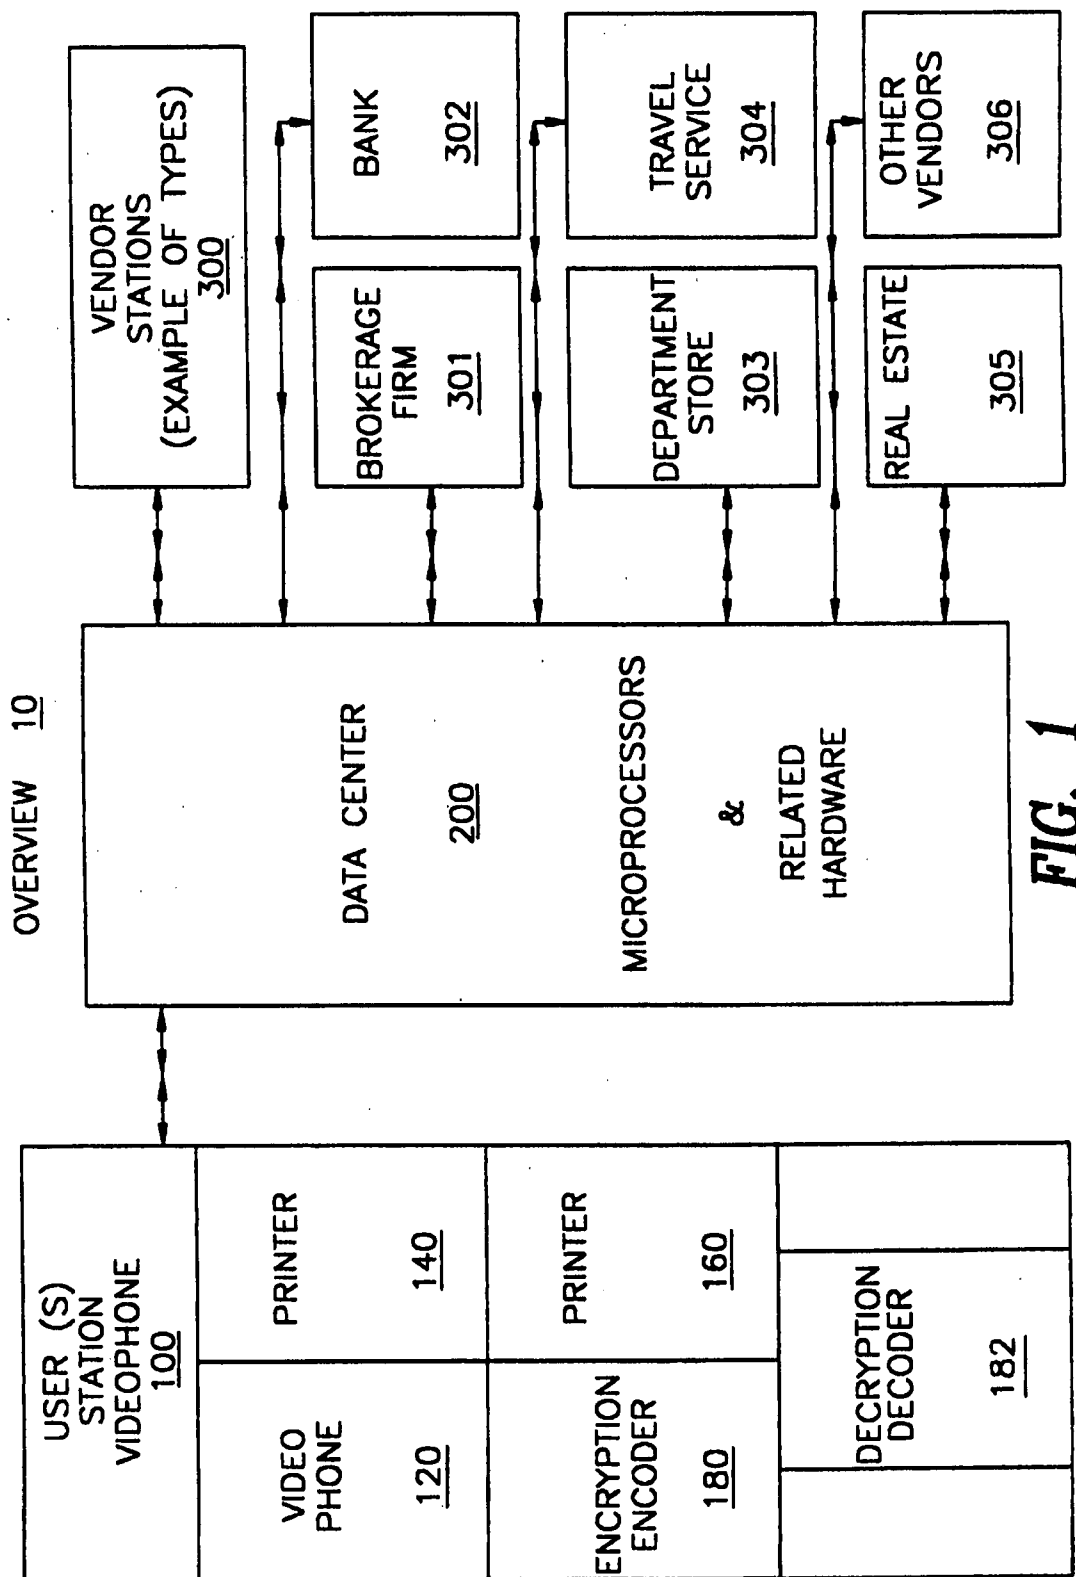 OVERVIEW 10
USER (S)
STATION
VIDEOPHONE
100
VIDEO
PHONE
120
PRINTER
140
ENCRYPTION
ENCODER
180
PRINTER
160
DECRYPTION
DECODER
182
DATA CENTER
200
MICROPROCESSORS
&
RELATED
HARDWARE
VENDOR
STATIONS
(EXAMPLE OF TYPES)
300
BROKERAGE
FIRM
301
BANK
302
DEPARTMENT
STORE
303
TRAVEL
SERVICE
304
REAL ESTATE
305
OTHER
VENDORS
306
FIG. 1